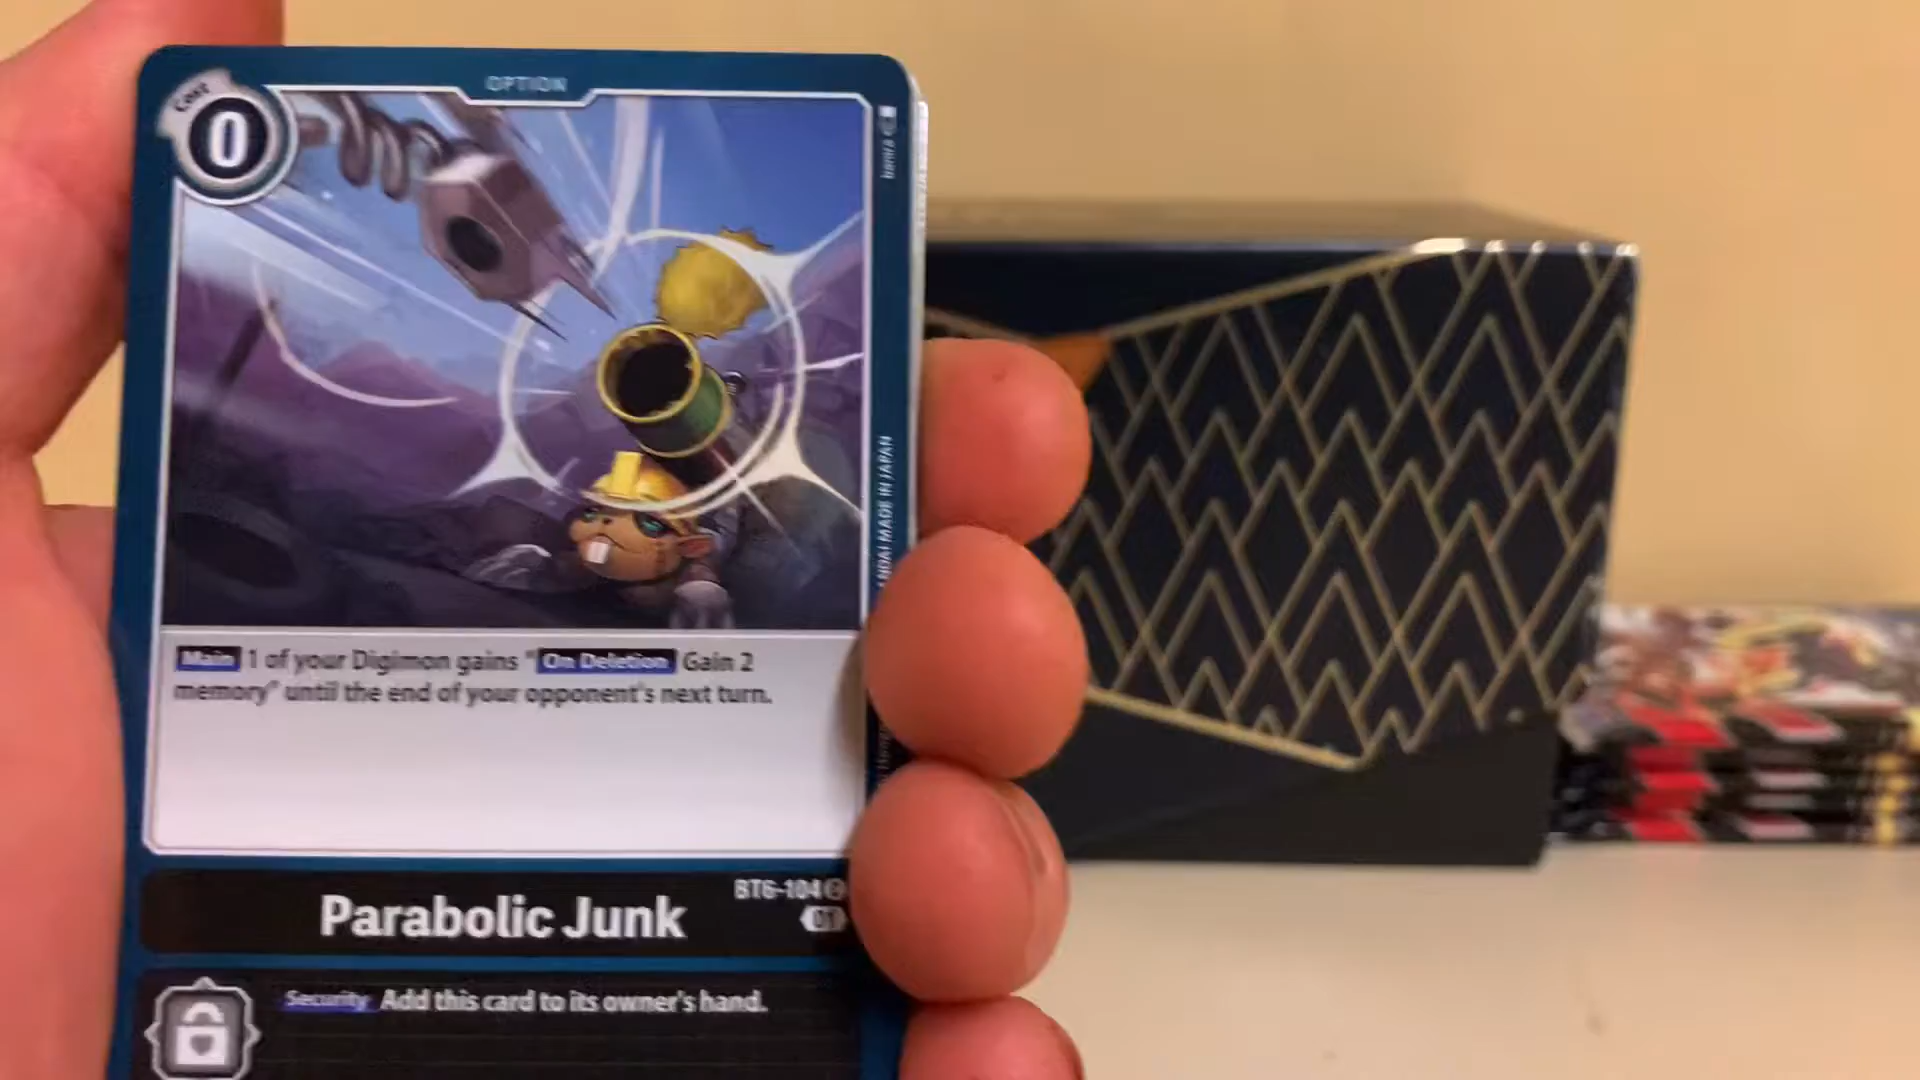 OPTION
Cost
0
Main 1 of your Digimon gains "On Deletion Gain 2
memory" until the end of your opponent's next turn.
BT6-104
Parabolic Junk
Security Add this card to its owner's hand.
MADE IN JAPAN